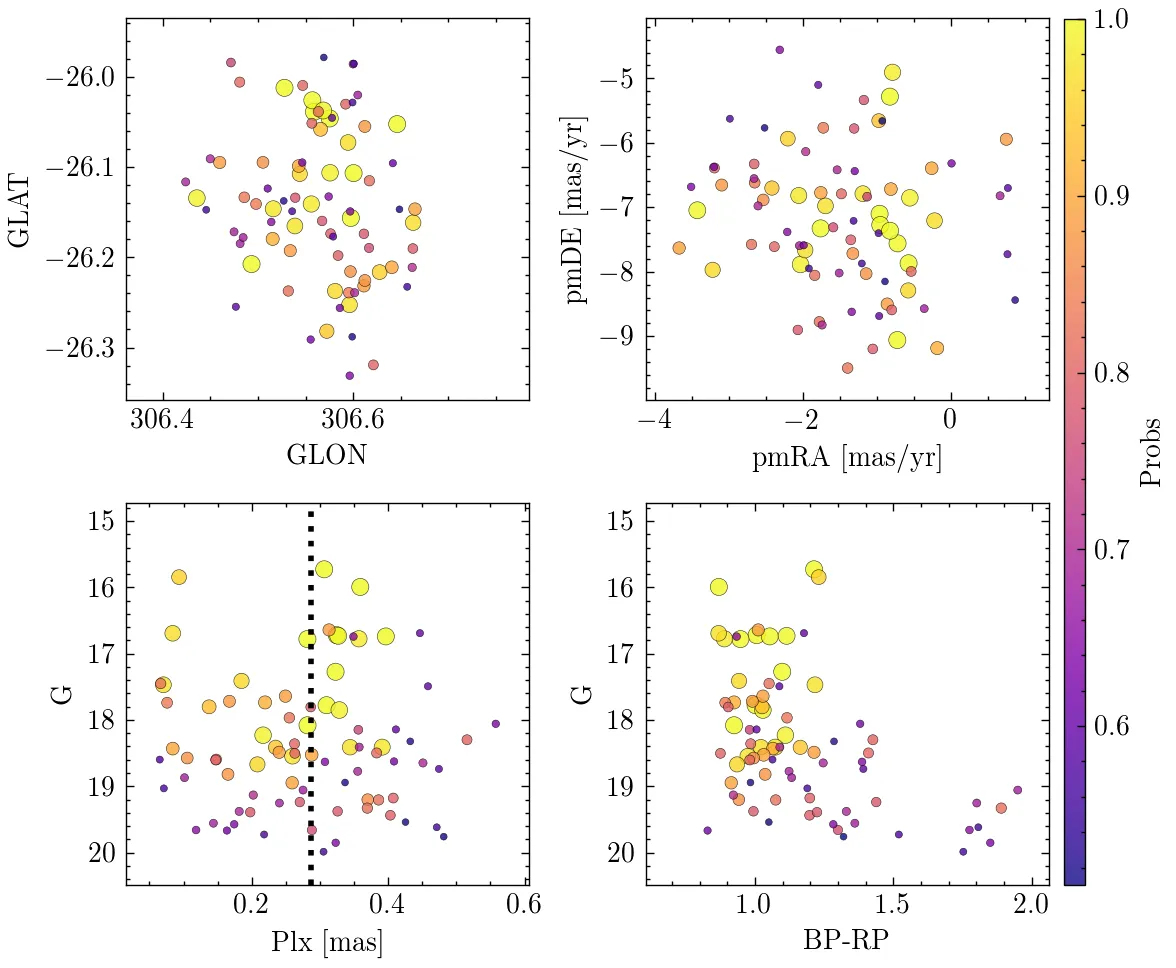 −26.0
−26.1
−26.2
−26.3
GLAT
306.4 306.6
GLON
−5
−6
−7
−8
−9
pmDE [mas/yr]
−4 −2 0
pmRA [mas/yr]
15
16
17
18
19
20
G
0.2 0.4 0.6
Plx [mas]
15
16
17
18
19
20
G
1.0 1.5 2.0
BP-RP
1.0
0.9
0.8
0.7
0.6
Probs